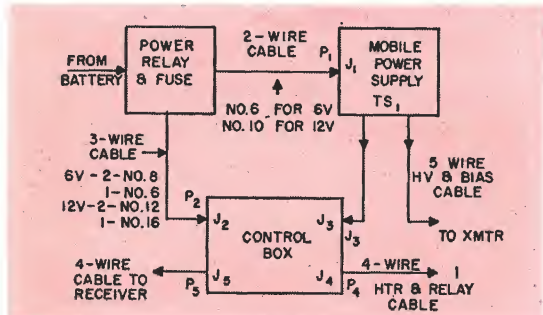 FROM
BATTERY
POWER
RELAY
& FUSE
2-WIRE
CABLE
P1
J1
MOBILE
POWER
SUPPLY
TS1
NO.6 FOR 6V
NO.10 FOR 12V
3-WIRE
CABLE
6V-2-NO.8
1-NO.6
12V-2-NO.12
1-NO.16
P2
J2
J3
J3
CONTROL
BOX
J5
J4
5 WIRE
HV & BIAS
CABLE
TO XMTR
4-WIRE
CABLE TO
RECEIVER
P5
P4
4-WIRE
1
HTR & RELAY
CABLE